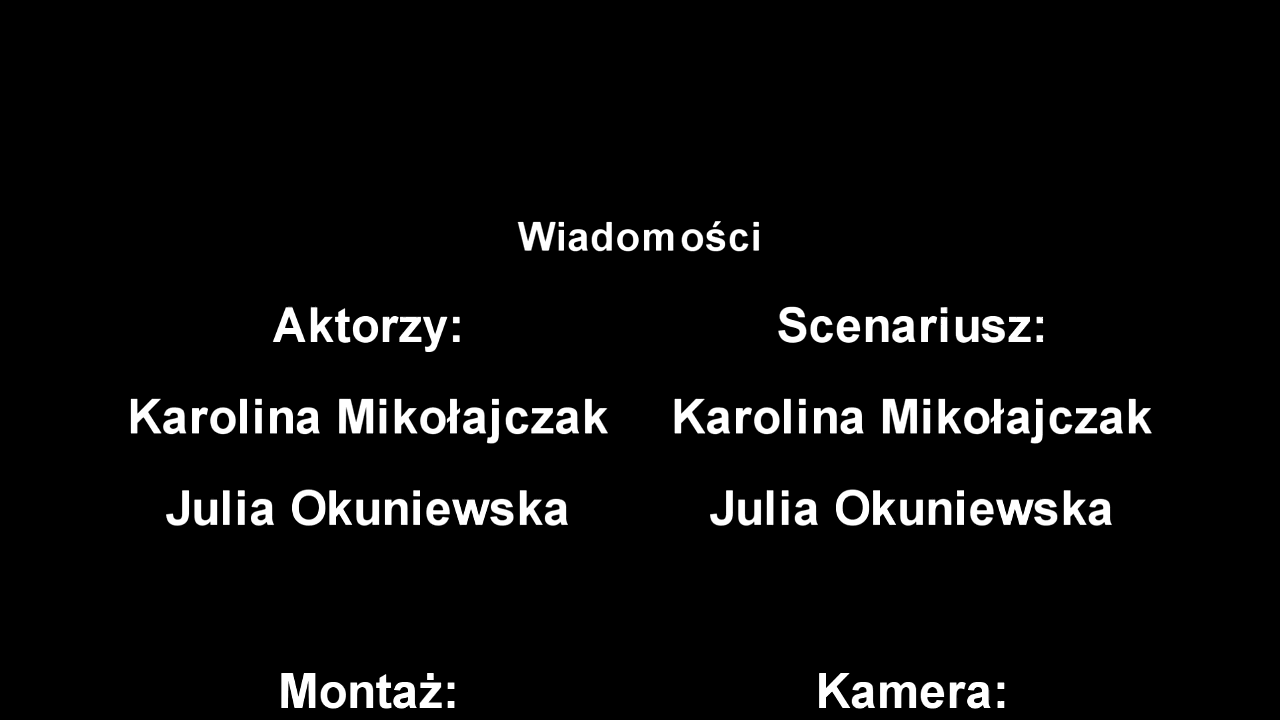 Wiadomości
Aktorzy: Scenariusz:
Karolina Mikołajczak Karolina Mikołajczak
Julia Okuniewska Julia Okuniewska
Montaż: Kamera: